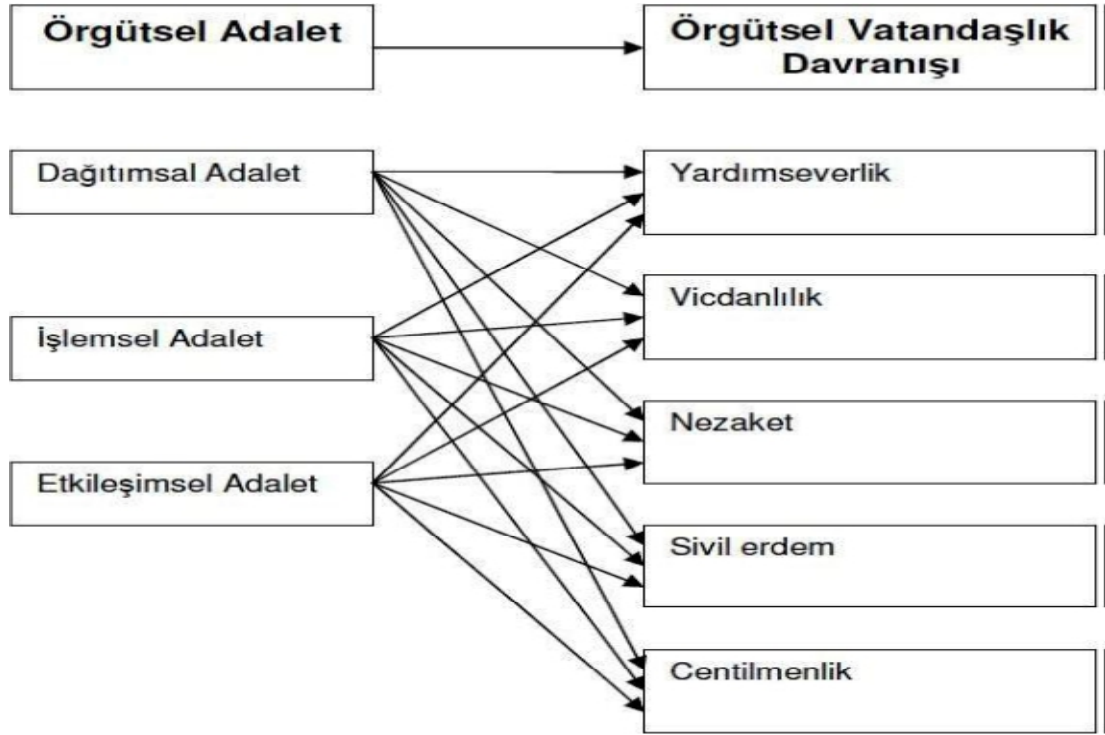 Örgütsel Adalet
Örgütsel Vatandaşlık
Davranışı
Dağıtımsal Adalet
Yardımseverlik
Vicdanlılık
İşlemsel Adalet
Nezaket
Etkileşimsel Adalet
Sivil erdem
Centilmenlik